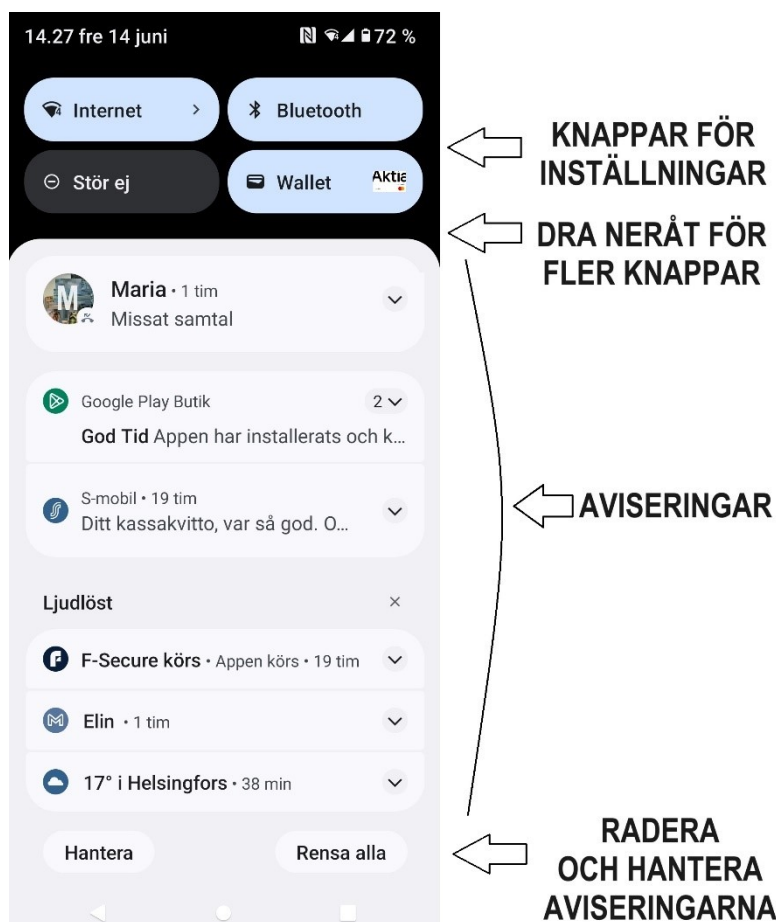 14.27 fre 14 juni 72 %
Internet
Bluetooth
Stör ej
Wallet
Aktia
KNAPPAR FÖR
INSTÄLLNINGAR
DRA NERÅT FÖR
FLER KNAPPAR
M
Maria • 1 tim
Missat samtal
Google Play Butik 2
God Tid Appen har installerats och k...
S-mobil • 19 tim
Ditt kassakvitto, var så god. O...
AVISERINGAR
Ljudlöst
F-Secure körs • Appen körs • 19 tim
Elin • 1 tim
17° i Helsingfors • 38 min
Hantera
Rensa alla
RADERA
OCH HANTERA
AVISERINGARNA